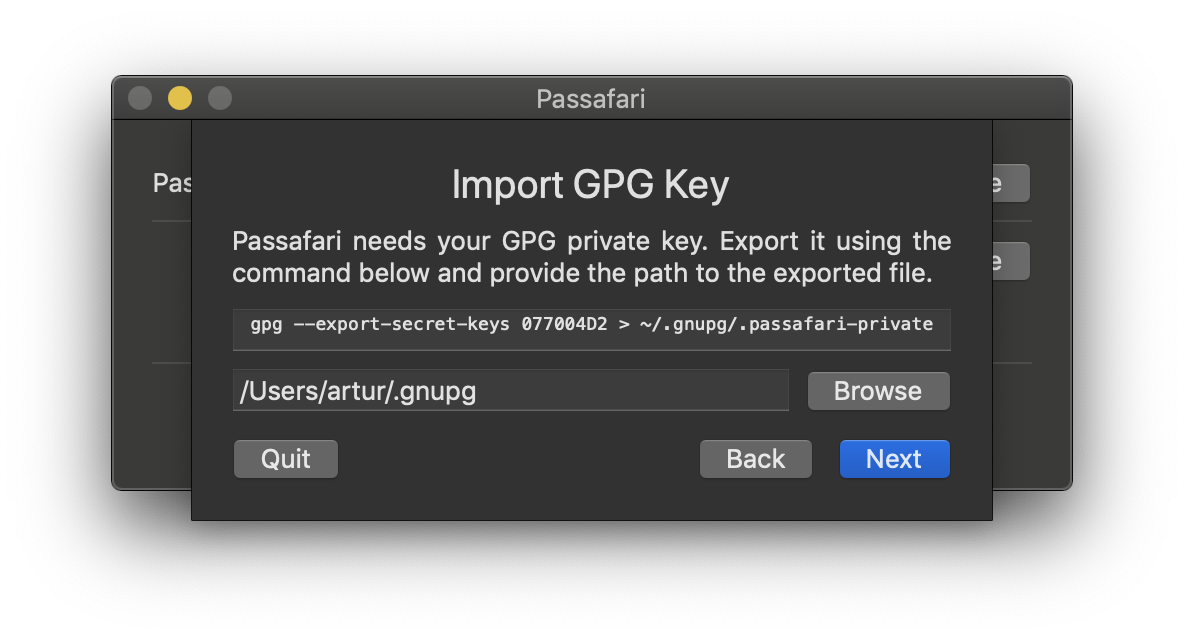 Passafari
Pas
e
Import GPG Key
Passafari needs your GPG private key. Export it using the
command below and provide the path to the exported file.
e
gpg --export-secret-keys 077004D2 > ~/.gnupg/.passafari-private
/Users/artur/.gnupg
Browse
Quit
Back
Next